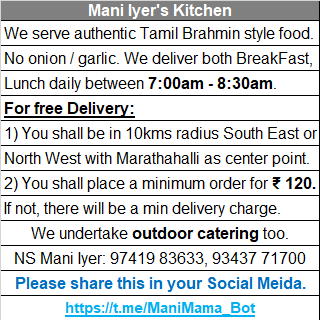 Mani Iyer's Kitchen
We serve authentic Tamil Brahmin style food.
No onion / garlic. We deliver both BreakFast,
Lunch daily between 7:00am - 8:30am.
For free Delivery:
1) You shall be in 10kms radius South East or
North West with Marathahalli as center point.
2) You shall place a minimum order for ₹ 120.
If not, there will be a min delivery charge.
We undertake outdoor catering too.
NS Mani Iyer: 97419 83633, 93437 71700
Please share this in your Social Meida.
https://t.me/ManiMama_Bot